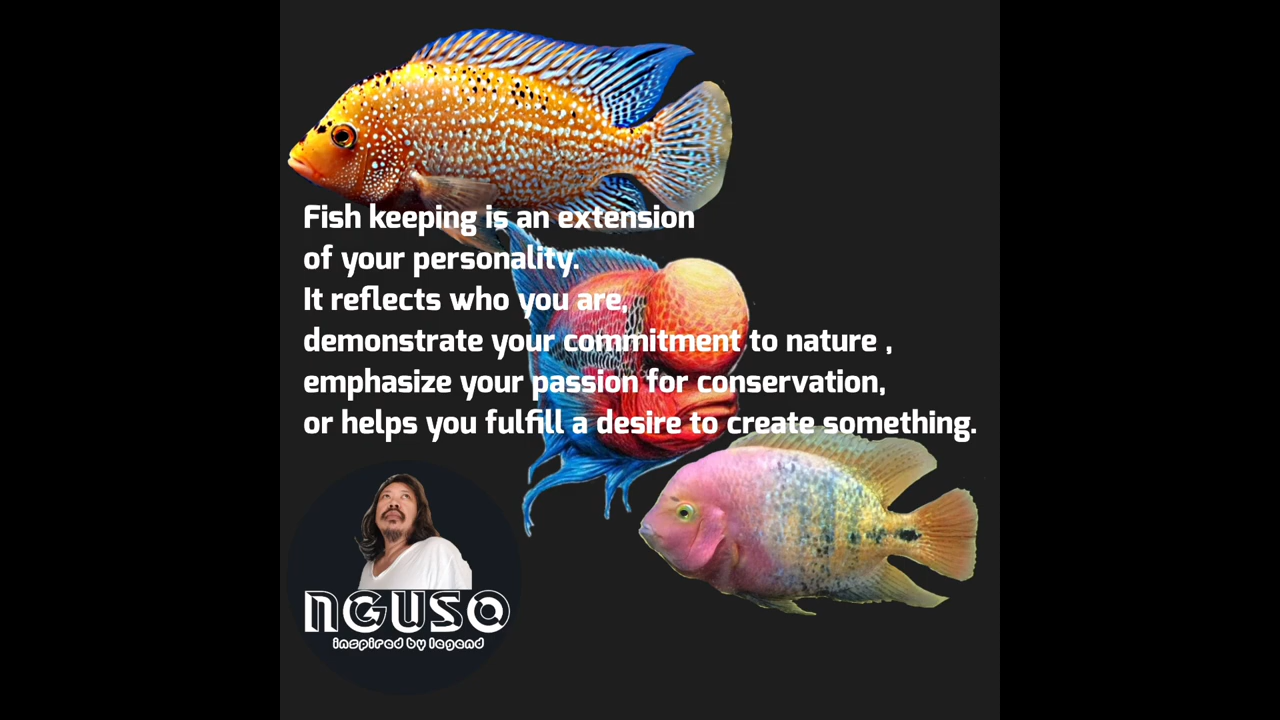 Fish keeping is an extension
of your personality.
It reflects who you are,
demonstrate your commitment to nature ,
emphasize your passion for conservation,
or helps you fulfill a desire to create something.
NGUSO
inspired by legend